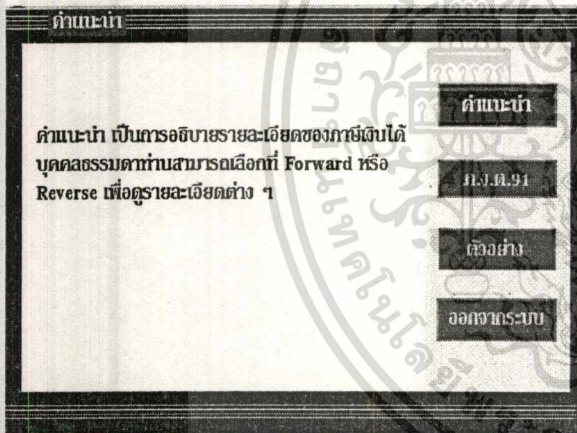 คำแนะนำ
คำแนะนำ เป็นการอธิบายรายละเอียดของภาษีเงินได้
บุคคลธรรมดาท่านสามารถเลือกที่ Forward หรือ
Reverse เพื่อดูรายละเอียดต่าง ๆ
คำแนะนำ
ภ.ง.ด.91
ตัวอย่าง
ออกจากระบบ